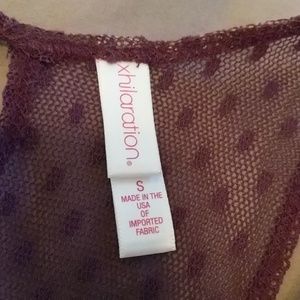 xhilaration®
S
MADE IN THE
USA
OF
IMPORTED
FABRIC